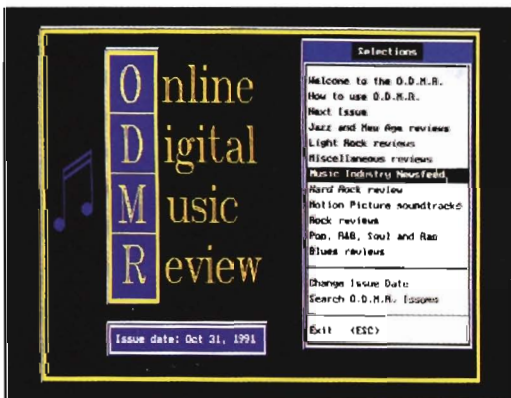 Online
Digital
Music
Review
Issue date: Oct 31, 1991
Selections
Welcome to the O.D.M.R.
How to use O.D.M.R.
Next Issue
Jazz and New Age reviews
Light Rock reviews
Miscellaneous reviews
Music Industry Newsfeed
Hard Rock review
Motion Picture soundtracks
Rock reviews
Pop, R&B, Soul and Rap
Blues reviews
Change Issue Date
Search O.D.M.R. Issues
Exit (ESC)